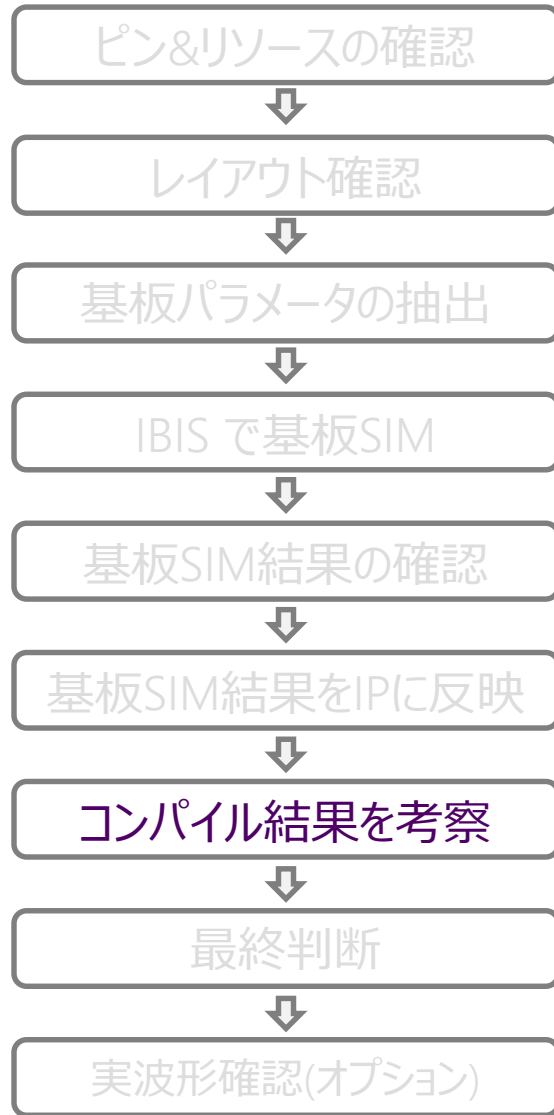 ピン&リソースの確認
レイアウト確認
基板パラメータの抽出
IBIS で基板SIM
基板SIM結果の確認
基板SIM結果をIPに反映
コンパイル結果を考察
最終判断
実波形確認(オプション)